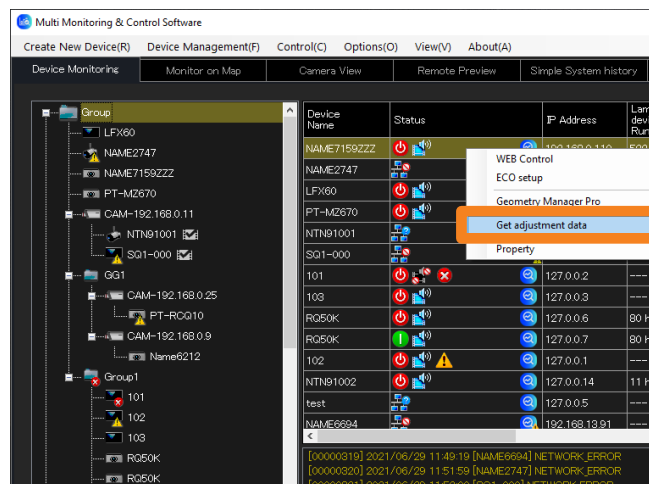 Multi Monitoring & Control Software
Create New Device(R) Device Management(F) Control(C) Options(O) View(V) About(A)
Device Monitoring Monitor on Map Camera View Remote Preview Simple System history
Group
LFX60
NAME2747
NAME7159ZZZ
PT-MZ670
CAM-192.168.0.11
NTN91001
SQ1-000
GG1
CAM-192.168.0.25
PT-RCQ10
CAM-192.168.0.9
Name6212
Group1
101
102
103
RQ50K
RQ50K
Device Name Status IP Address
NAME7159ZZZ
NAME2747
LFX60
PT-MZ670
NTN91001
SQ1-000
101 127.0.0.2 ---
103 127.0.0.3 ---
RQ50K 127.0.0.6 80 h
RQ50K 127.0.0.7 80 h
102 127.0.0.1 ---
NTN91002 127.0.0.14 11 h
test 127.0.0.5 ---
NAME6694 192.168.13.91 ---
WEB Control
ECO setup
Geometry Manager Pro
Get adjustment data
Property
[00000319] 2021/06/29 11:49:19 [NAME6694] NETWORK_ERROR
[00000320] 2021/06/29 11:51:59 [NAME2747] NETWORK_ERROR